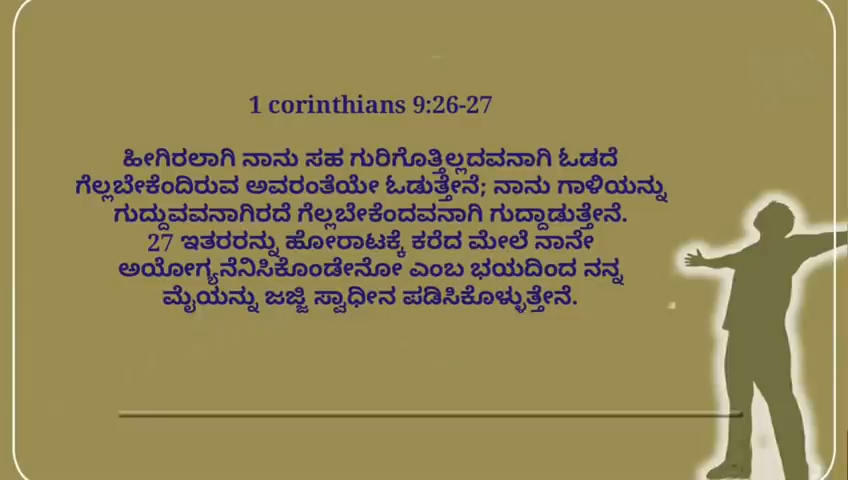 1 corinthians 9:26-27
ಹೀಗಿರಲಾಗಿ ನಾನು ಸಹ ಗುರಿಗೊತ್ತಿಲ್ಲದವನಾಗಿ ಓಡದೆ
ಗೆಲ್ಲಬೇಕೆಂದಿರುವ ಅವರಂತೆಯೇ ಓಡುತ್ತೇನೆ; ನಾನು ಗಾಳಿಯನ್ನು
ಗುದ್ದುವವನಾಗಿರದೆ ಗೆಲ್ಲಬೇಕೆಂದವನಾಗಿ ಗುದ್ದಾಡುತ್ತೇನೆ.
27 ಇತರರನ್ನು ಹೋರಾಟಕ್ಕೆ ಕರೆದ ಮೇಲೆ ನಾನೇ
ಅಯೋಗ್ಯನೆನಿಸಿಕೊಂಡೇನೋ ಎಂಬ ಭಯದಿಂದ ನನ್ನ
ಮೈಯನ್ನು ಜಜ್ಜಿ ಸ್ವಾಧೀನ ಪಡಿಸಿಕೊಳ್ಳುತ್ತೇನೆ.